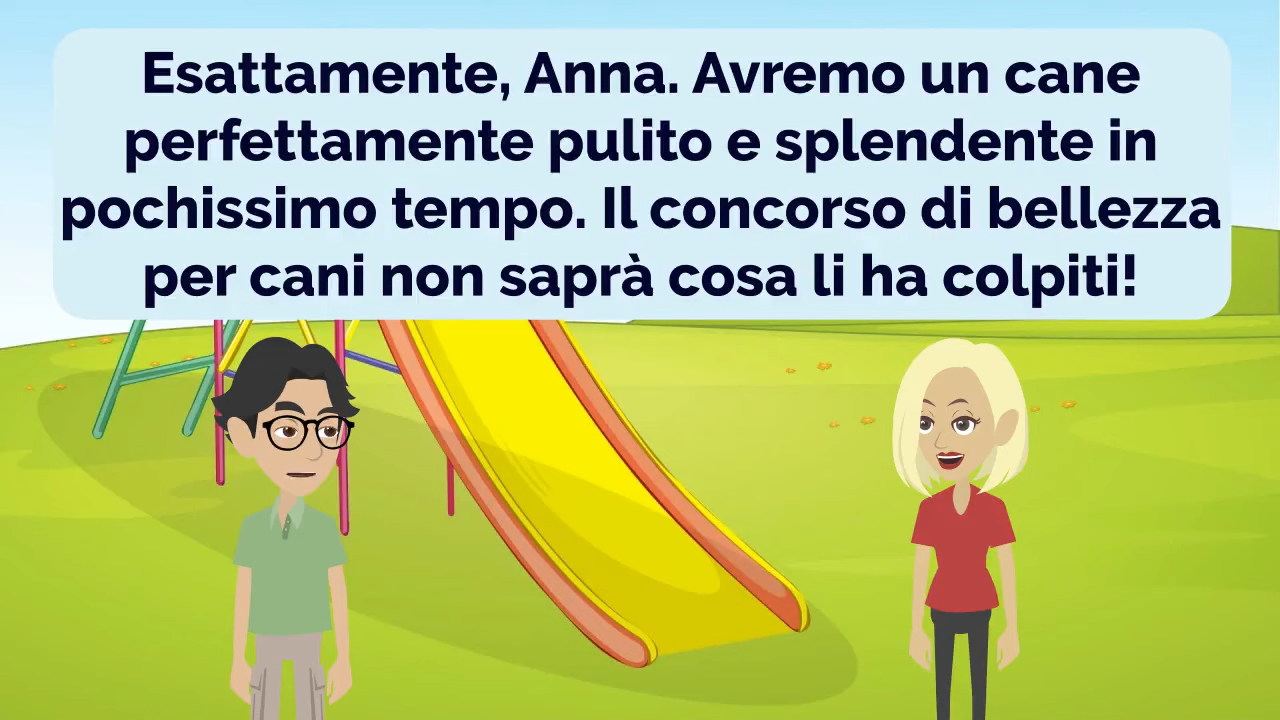 Esattamente, Anna. Avremo un cane
perfettamente pulito e splendente in
pochissimo tempo. Il concorso di bellezza
per cani non saprà cosa li ha colpiti!